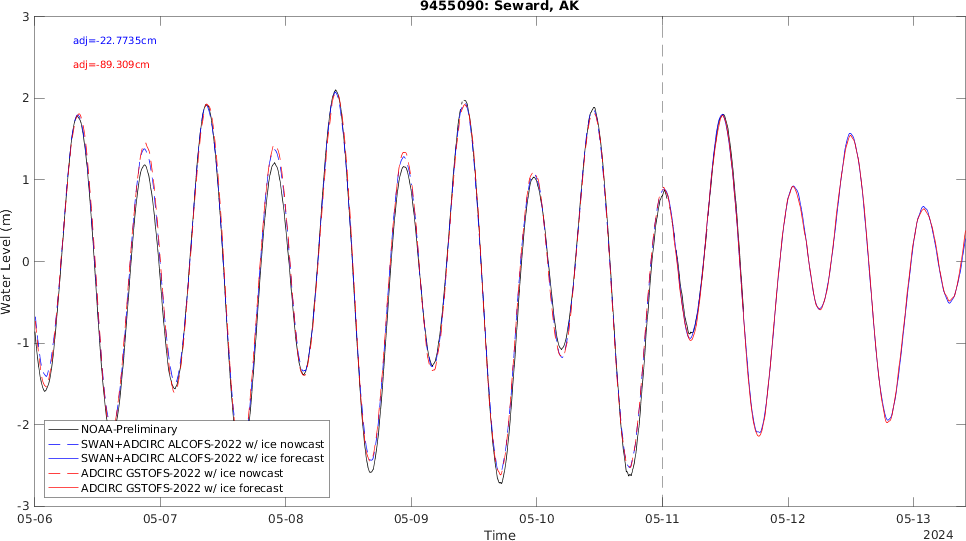 9455090: Seward, AK
adj=-22.7735cm
adj=-89.309cm
3
2
1
0
-1
-2
-3
Water Level (m)
NOAA-Preliminary
SWAN+ADCIRC ALCOFS-2022 w/ ice nowcast
SWAN+ADCIRC ALCOFS-2022 w/ ice forecast
ADCIRC GSTOFS-2022 w/ ice nowcast
ADCIRC GSTOFS-2022 w/ ice forecast
05-06 05-07 05-08 05-09 05-10 05-11 05-12 05-13
Time
2024